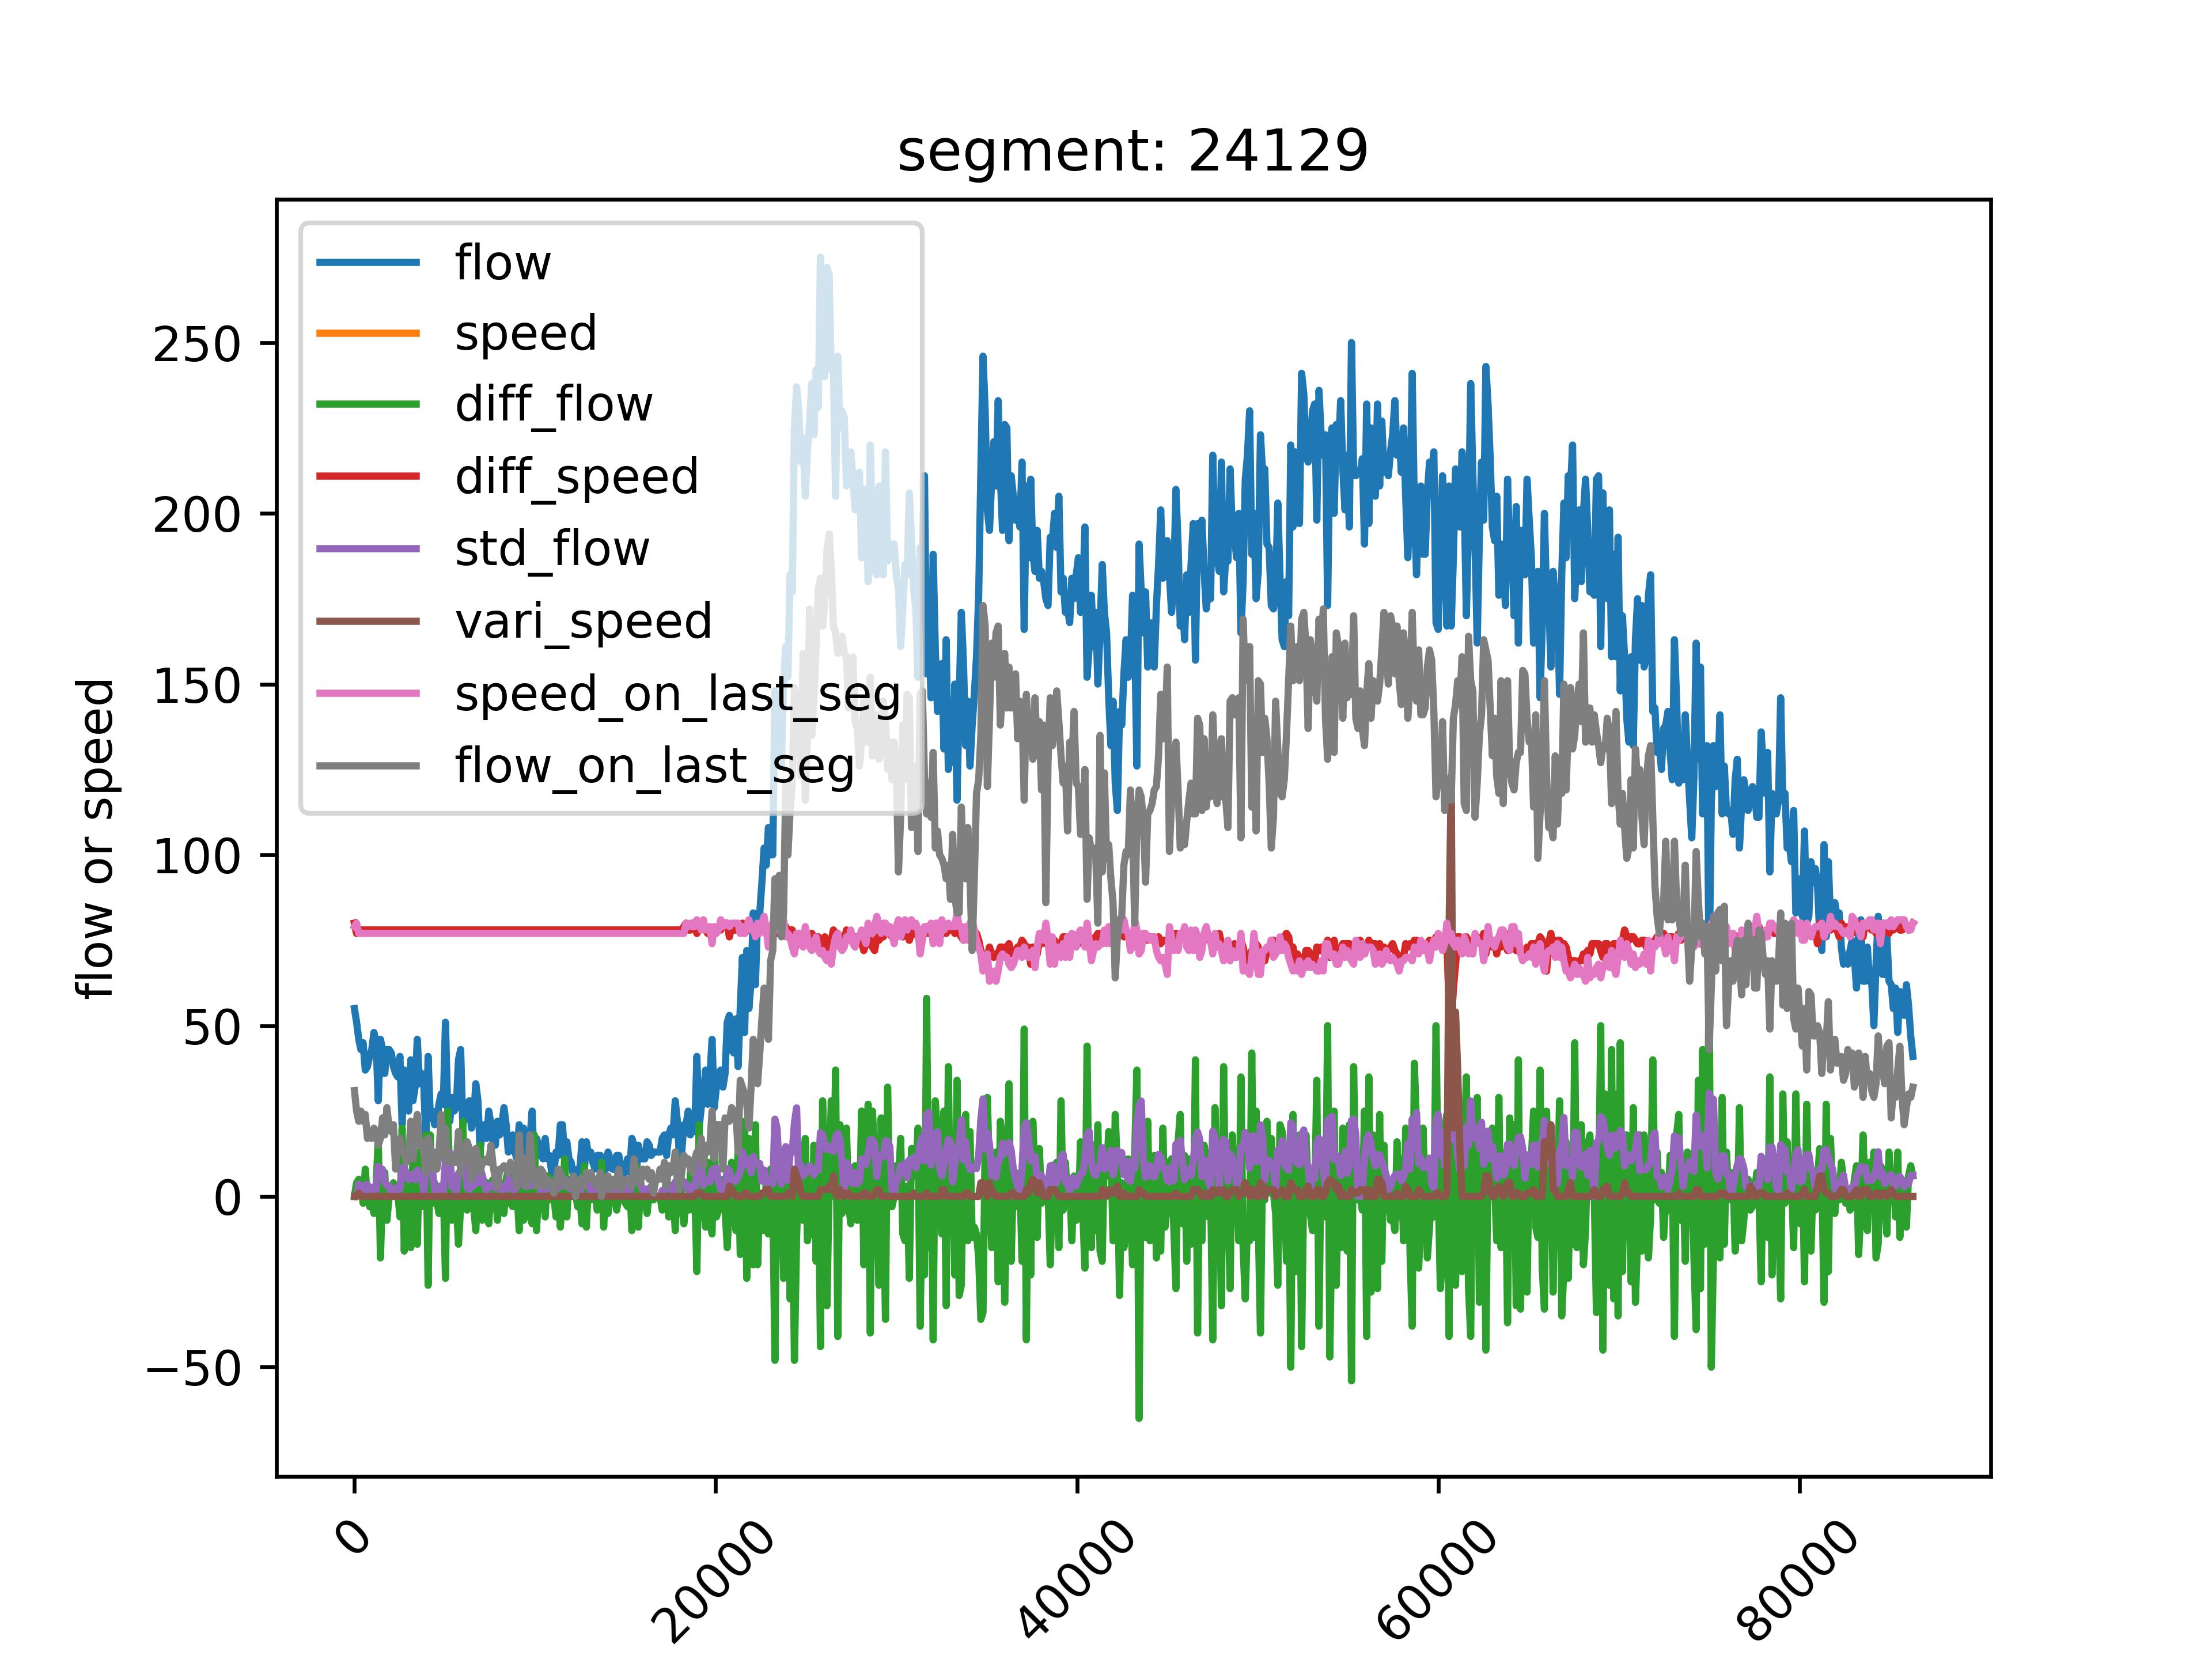 segment: 24129
flow
speed
diff_flow
diff_speed
std_flow
vari_speed
speed_on_last_seg
flow_on_last_seg
flow or speed
250
200
150
100
50
0
−50
0
20000
40000
60000
80000